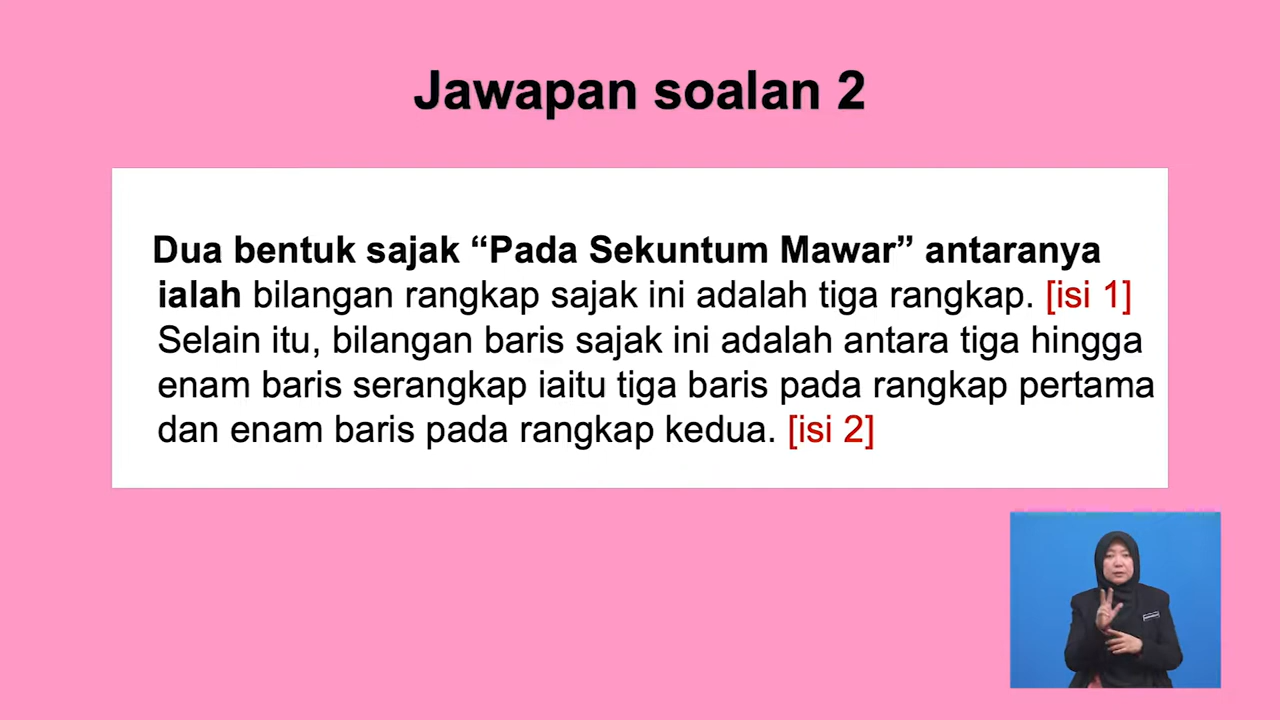 Jawapan soalan 2
Dua bentuk sajak “Pada Sekuntum Mawar” antaranya
ialah bilangan rangkap sajak ini adalah tiga rangkap. [isi 1]
Selain itu, bilangan baris sajak ini adalah antara tiga hingga
enam baris serangkap iaitu tiga baris pada rangkap pertama
dan enam baris pada rangkap kedua. [isi 2]